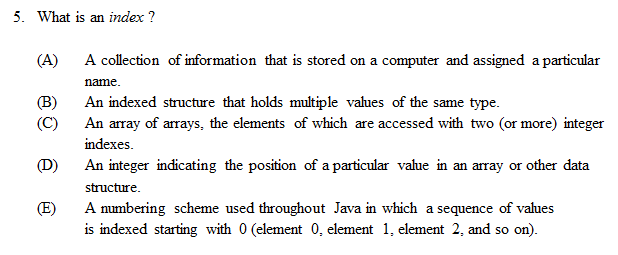 5. What is an index ?
(A) A collection of information that is stored on a computer and assigned a particular
name.
(B) An indexed structure that holds multiple values of the same type.
(C) An array of arrays, the elements of which are accessed with two (or more) integer
indexes.
(D) An integer indicating the position of a particular value in an array or other data
structure.
(E) A numbering scheme used throughout Java in which a sequence of values
is indexed starting with 0 (element 0, element 1, element 2, and so on).